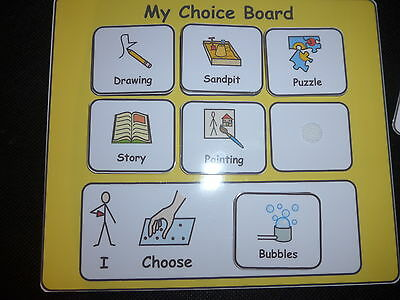 My Choice Board
Drawing Sandpit Puzzle
Story Painting
I Choose Bubbles